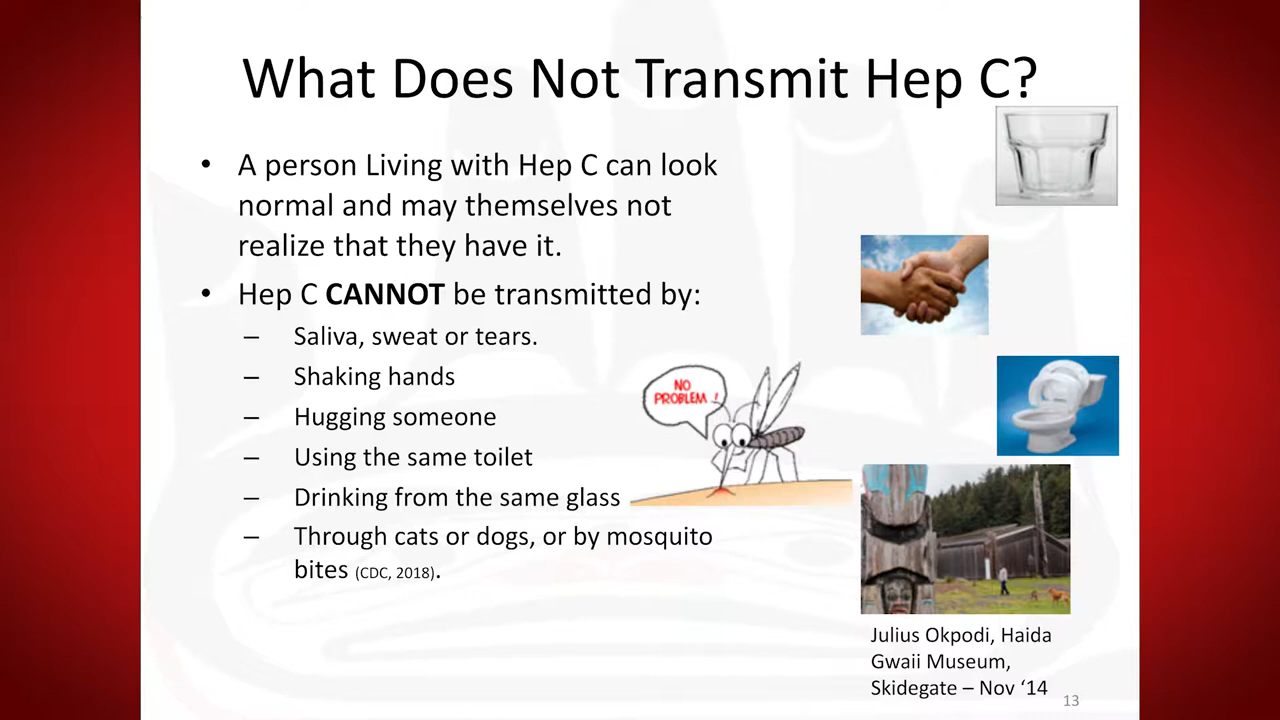 What Does Not Transmit Hep C?
• A person Living with Hep C can look
normal and may themselves not
realize that they have it.
• Hep C CANNOT be transmitted by:
– Saliva, sweat or tears.
– Shaking hands
– Hugging someone
– Using the same toilet
– Drinking from the same glass
– Through cats or dogs, or by mosquito
bites (CDC, 2018).
NO
PROBLEM !
Julius Okpodi, Haida
Gwaii Museum,
Skidegate – Nov ‘14
13